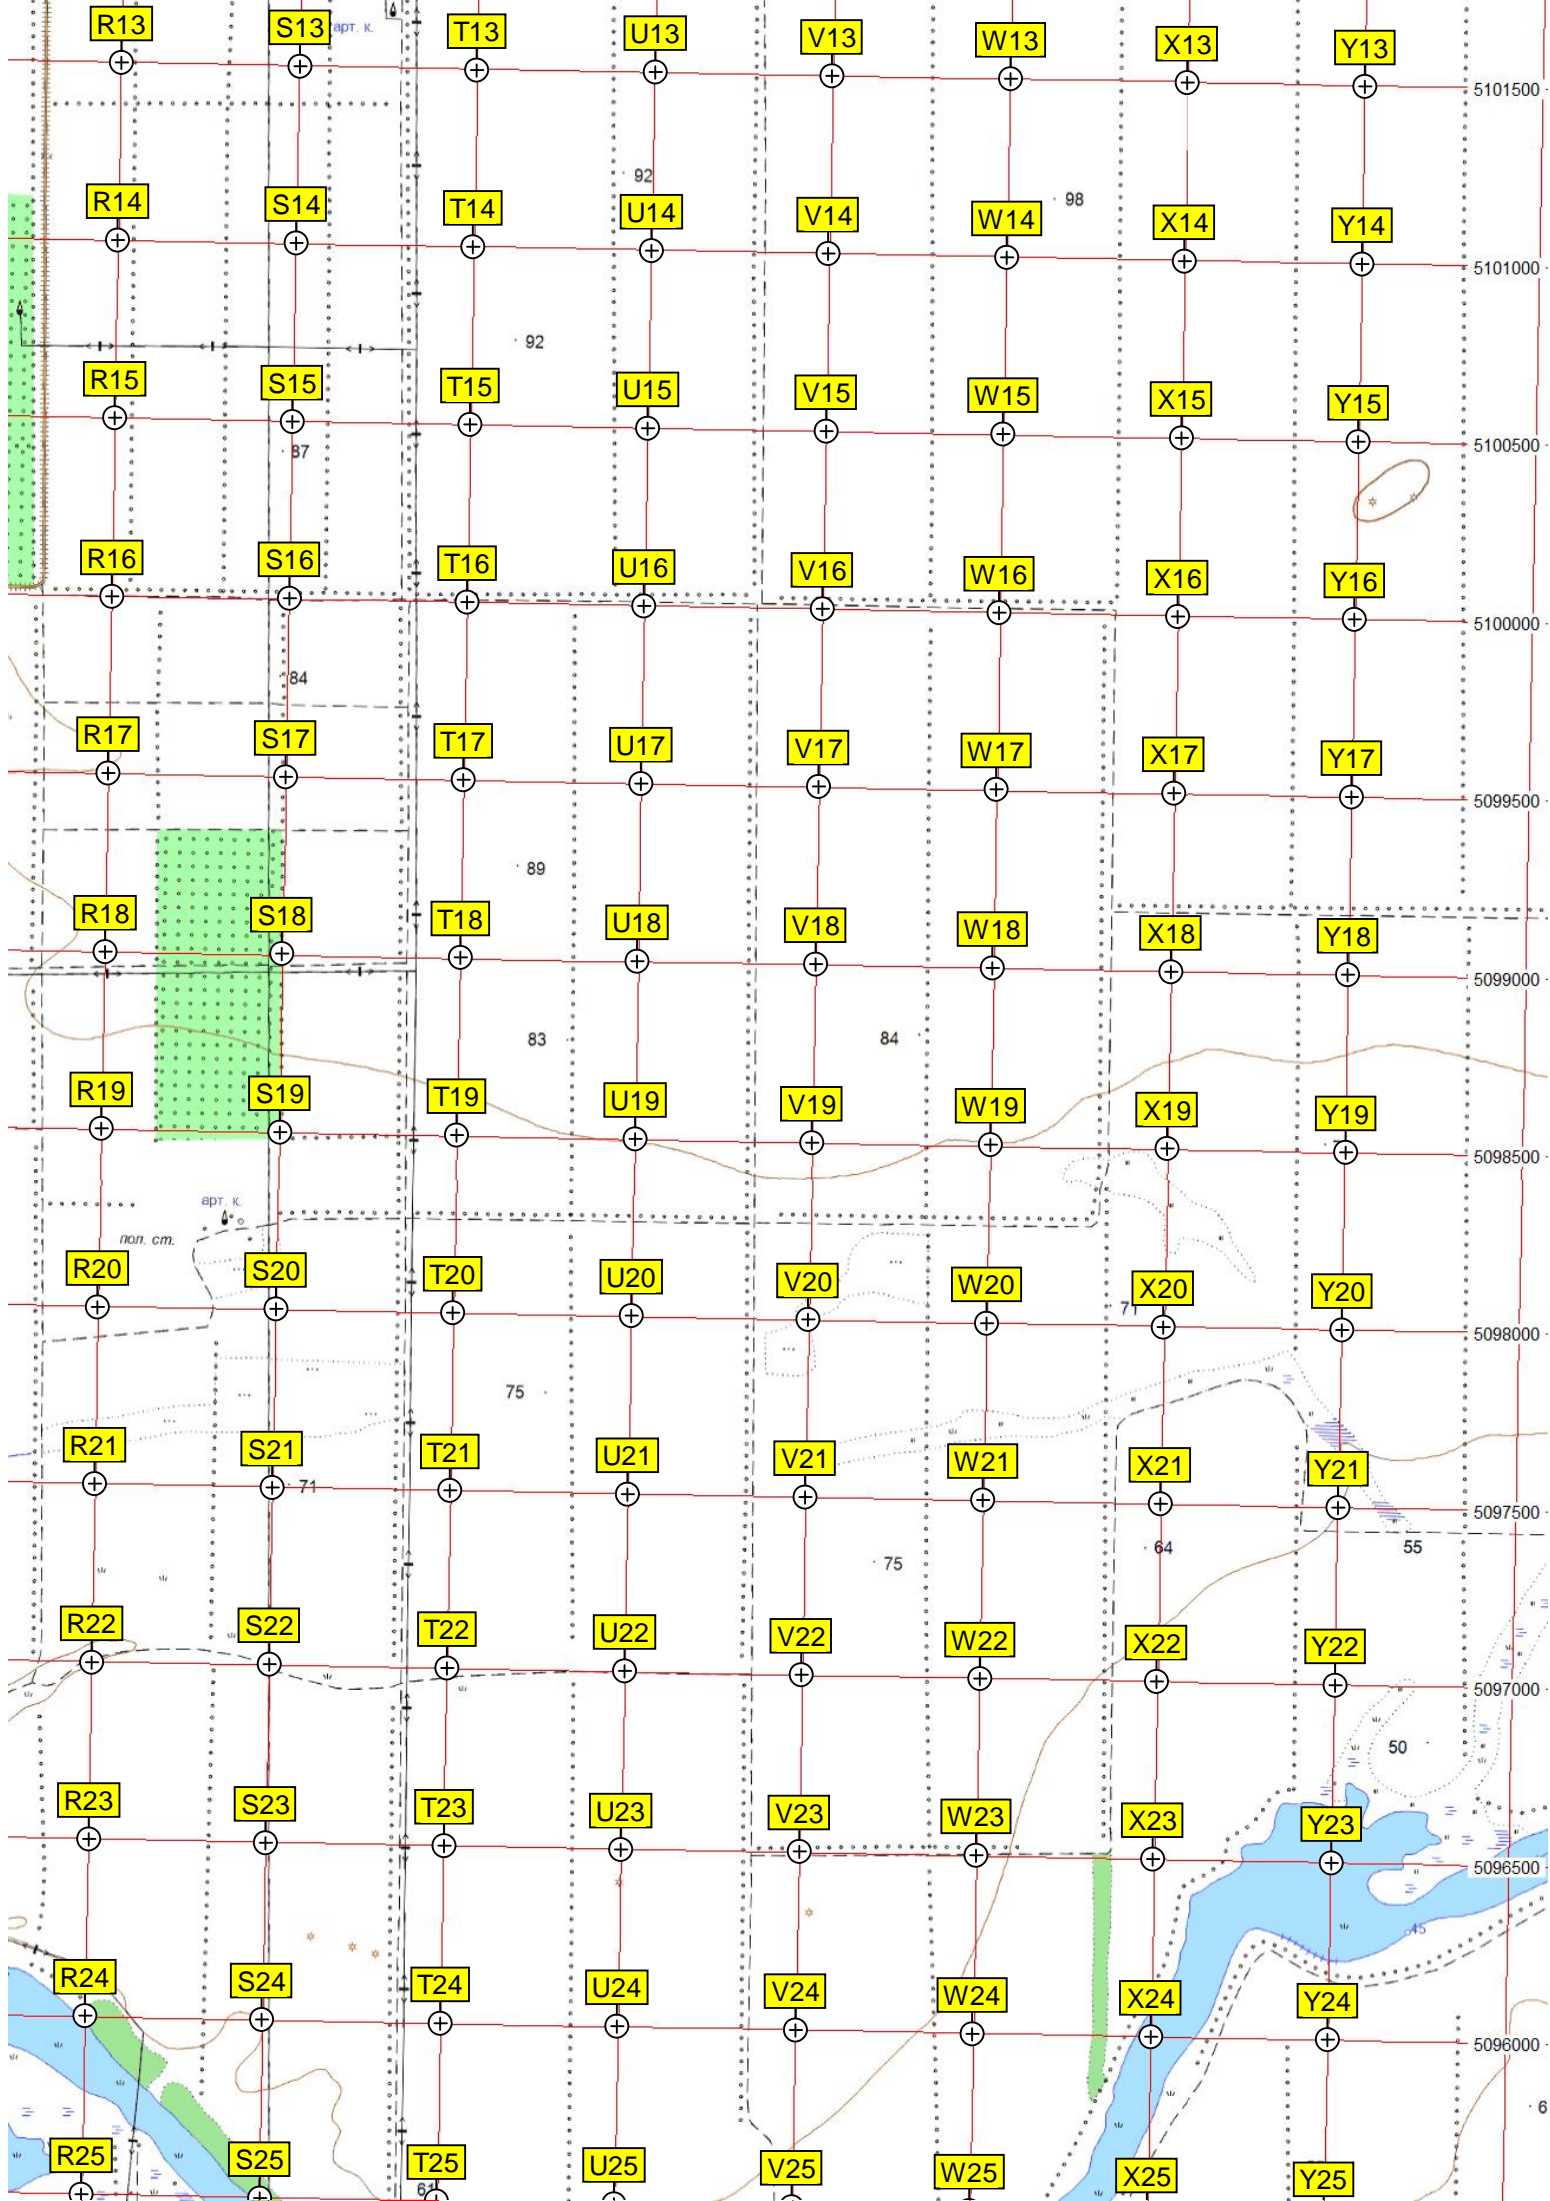 R13 S13 арт. к. T13 U13 V13 W13 X13 Y13
5101500
92
98
R14 S14 T14 U14 V14 W14 X14 Y14
5101000
92
R15 S15 T15 U15 V15 W15 X15 Y15
5100500
87
R16 S16 T16 U16 V16 W16 X16 Y16
5100000
84
R17 S17 T17 U17 V17 W17 X17 Y17
5099500
89
R18 S18 T18 U18 V18 W18 X18 Y18
5099000
83 84
R19 S19 T19 U19 V19 W19 X19 Y19
5098500
арт. к.
пол. ст.
R20 S20 T20 U20 V20 W20 X20 Y20
71
5098000
75
R21 S21 T21 U21 V21 W21 X21 Y21
71
5097500
75 64 55
R22 S22 T22 U22 V22 W22 X22 Y22
5097000
50
R23 S23 T23 U23 V23 W23 X23 Y23
5096500
45
R24 S24 T24 U24 V24 W24 X24 Y24
5096000
6
R25 S25 T25 U25 V25 W25 X25 Y25
61